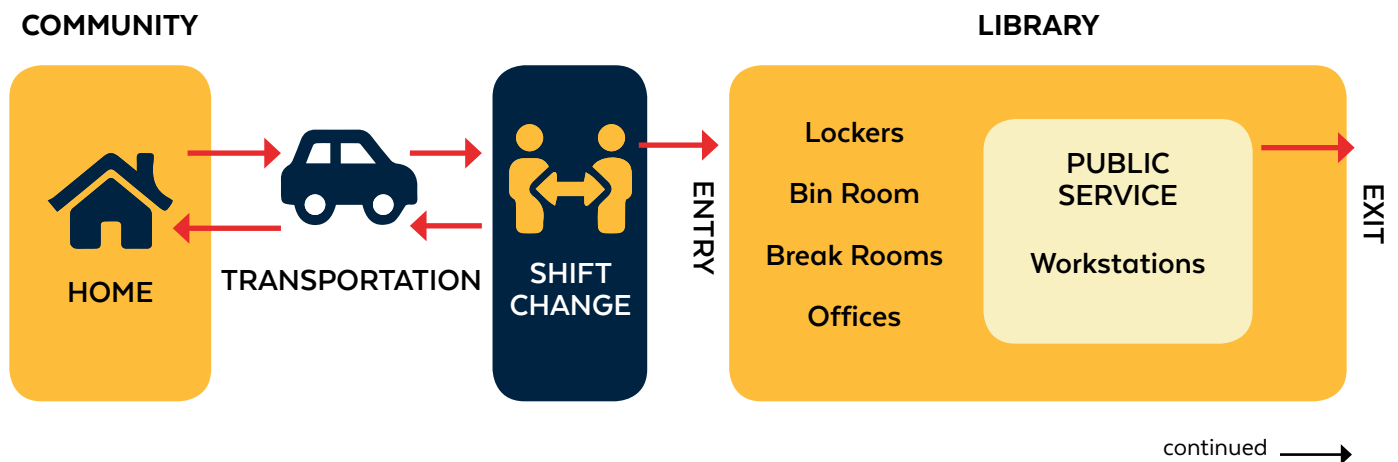 COMMUNITY
LIBRARY
HOME
TRANSPORTATION
SHIFT
CHANGE
ENTRY
Lockers
Bin Room
Break Rooms
Offices
PUBLIC
SERVICE
Workstations
EXIT
continued